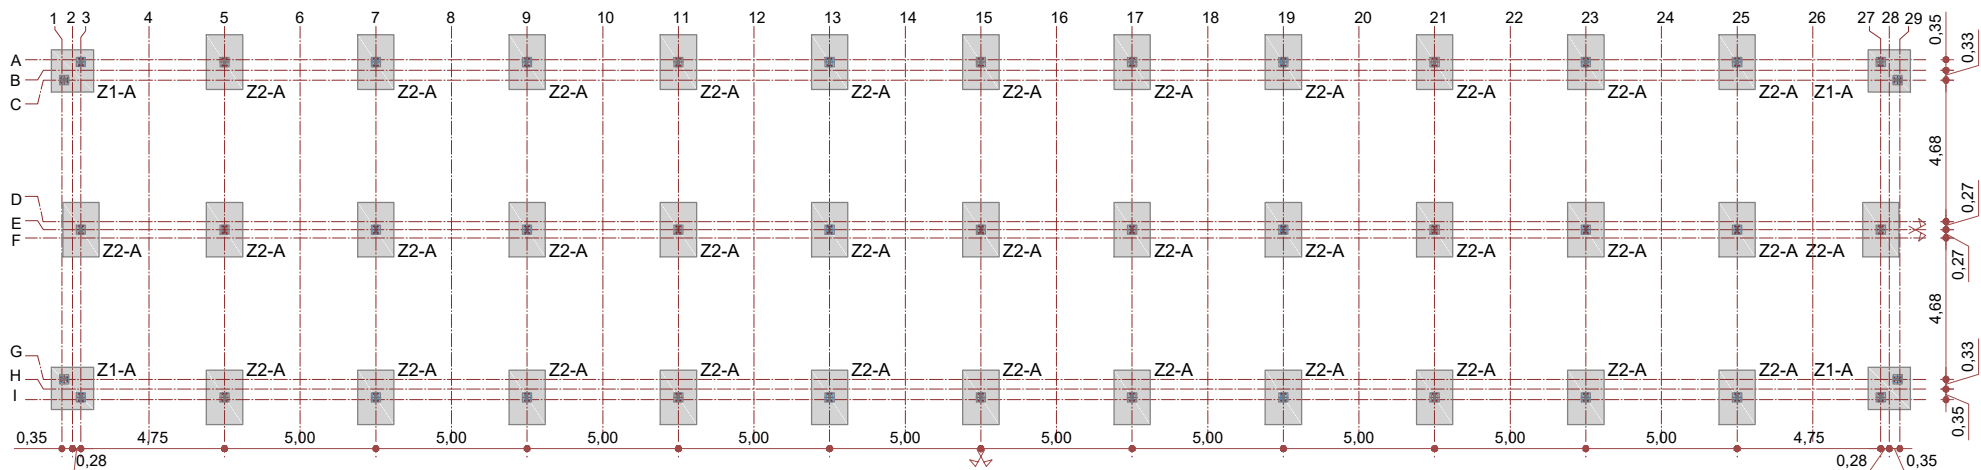 1 2 3 4 5 6 7 8 9 10 11 12 13 14 15 16 17 18 19 20 21 22 23 24 25 26 27 28 29
0,35
0,33
A
B
C
Z1-A Z2-A Z2-A Z2-A Z2-A Z2-A Z2-A Z2-A Z2-A Z2-A Z2-A Z2-A Z1-A
4,68
D
E
F
0,27
Z2-A Z2-A Z2-A Z2-A Z2-A Z2-A Z2-A Z2-A Z2-A Z2-A Z2-A Z2-A Z2-A
0,27
4,68
G
H
I
Z1-A Z2-A Z2-A Z2-A Z2-A Z2-A Z2-A Z2-A Z2-A Z2-A Z2-A Z2-A Z1-A
0,33
0,35
0,35 4,75 5,00 5,00 5,00 5,00 5,00 5,00 5,00 5,00 5,00 5,00 4,75
0,28 0,28 0,35